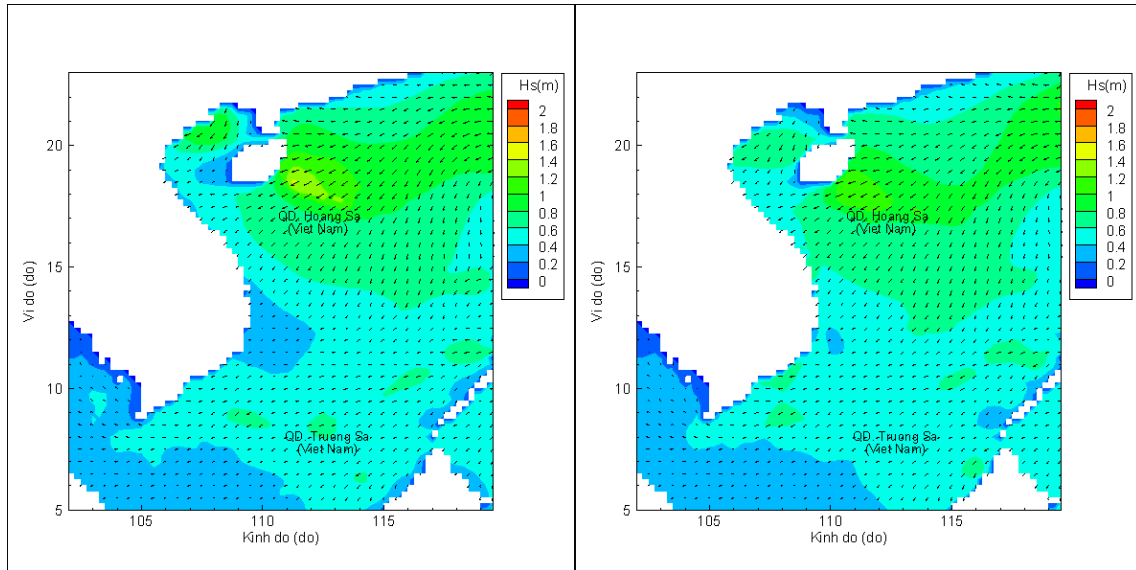 Hs(m)
2
1.8
1.6
1.4
1.2
1
0.8
0.6
0.4
0.2
0
20
15
10
5
Vi do (do)
QD. Hoang Sa
(Viet Nam)
QD. Truong Sa
(Viet Nam)
105
110
115
Kinh do (do)
Hs(m)
2
1.8
1.6
1.4
1.2
1
0.8
0.6
0.4
0.2
0
20
15
10
5
Vi do (do)
QD. Hoang Sa
(Viet Nam)
QD. Truong Sa
(Viet Nam)
105
110
115
Kinh do (do)